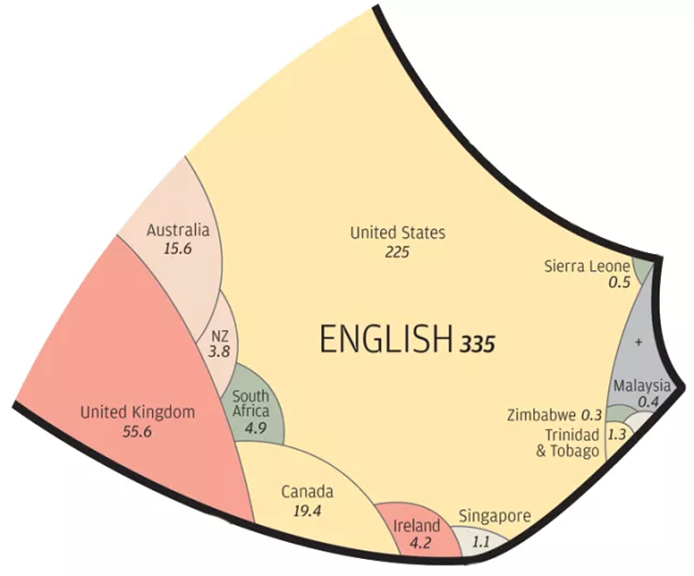 Australia
15.6
United States
225
Sierra Leone
0.5
ENGLISH 335
NZ
3.8
+
Malaysia
0.4
United Kingdom
55.6
South
Africa
4.9
Zimbabwe 0.3
Trinidad
& Tobago
1.3
Canada
19.4
Ireland
4.2
Singapore
1.1